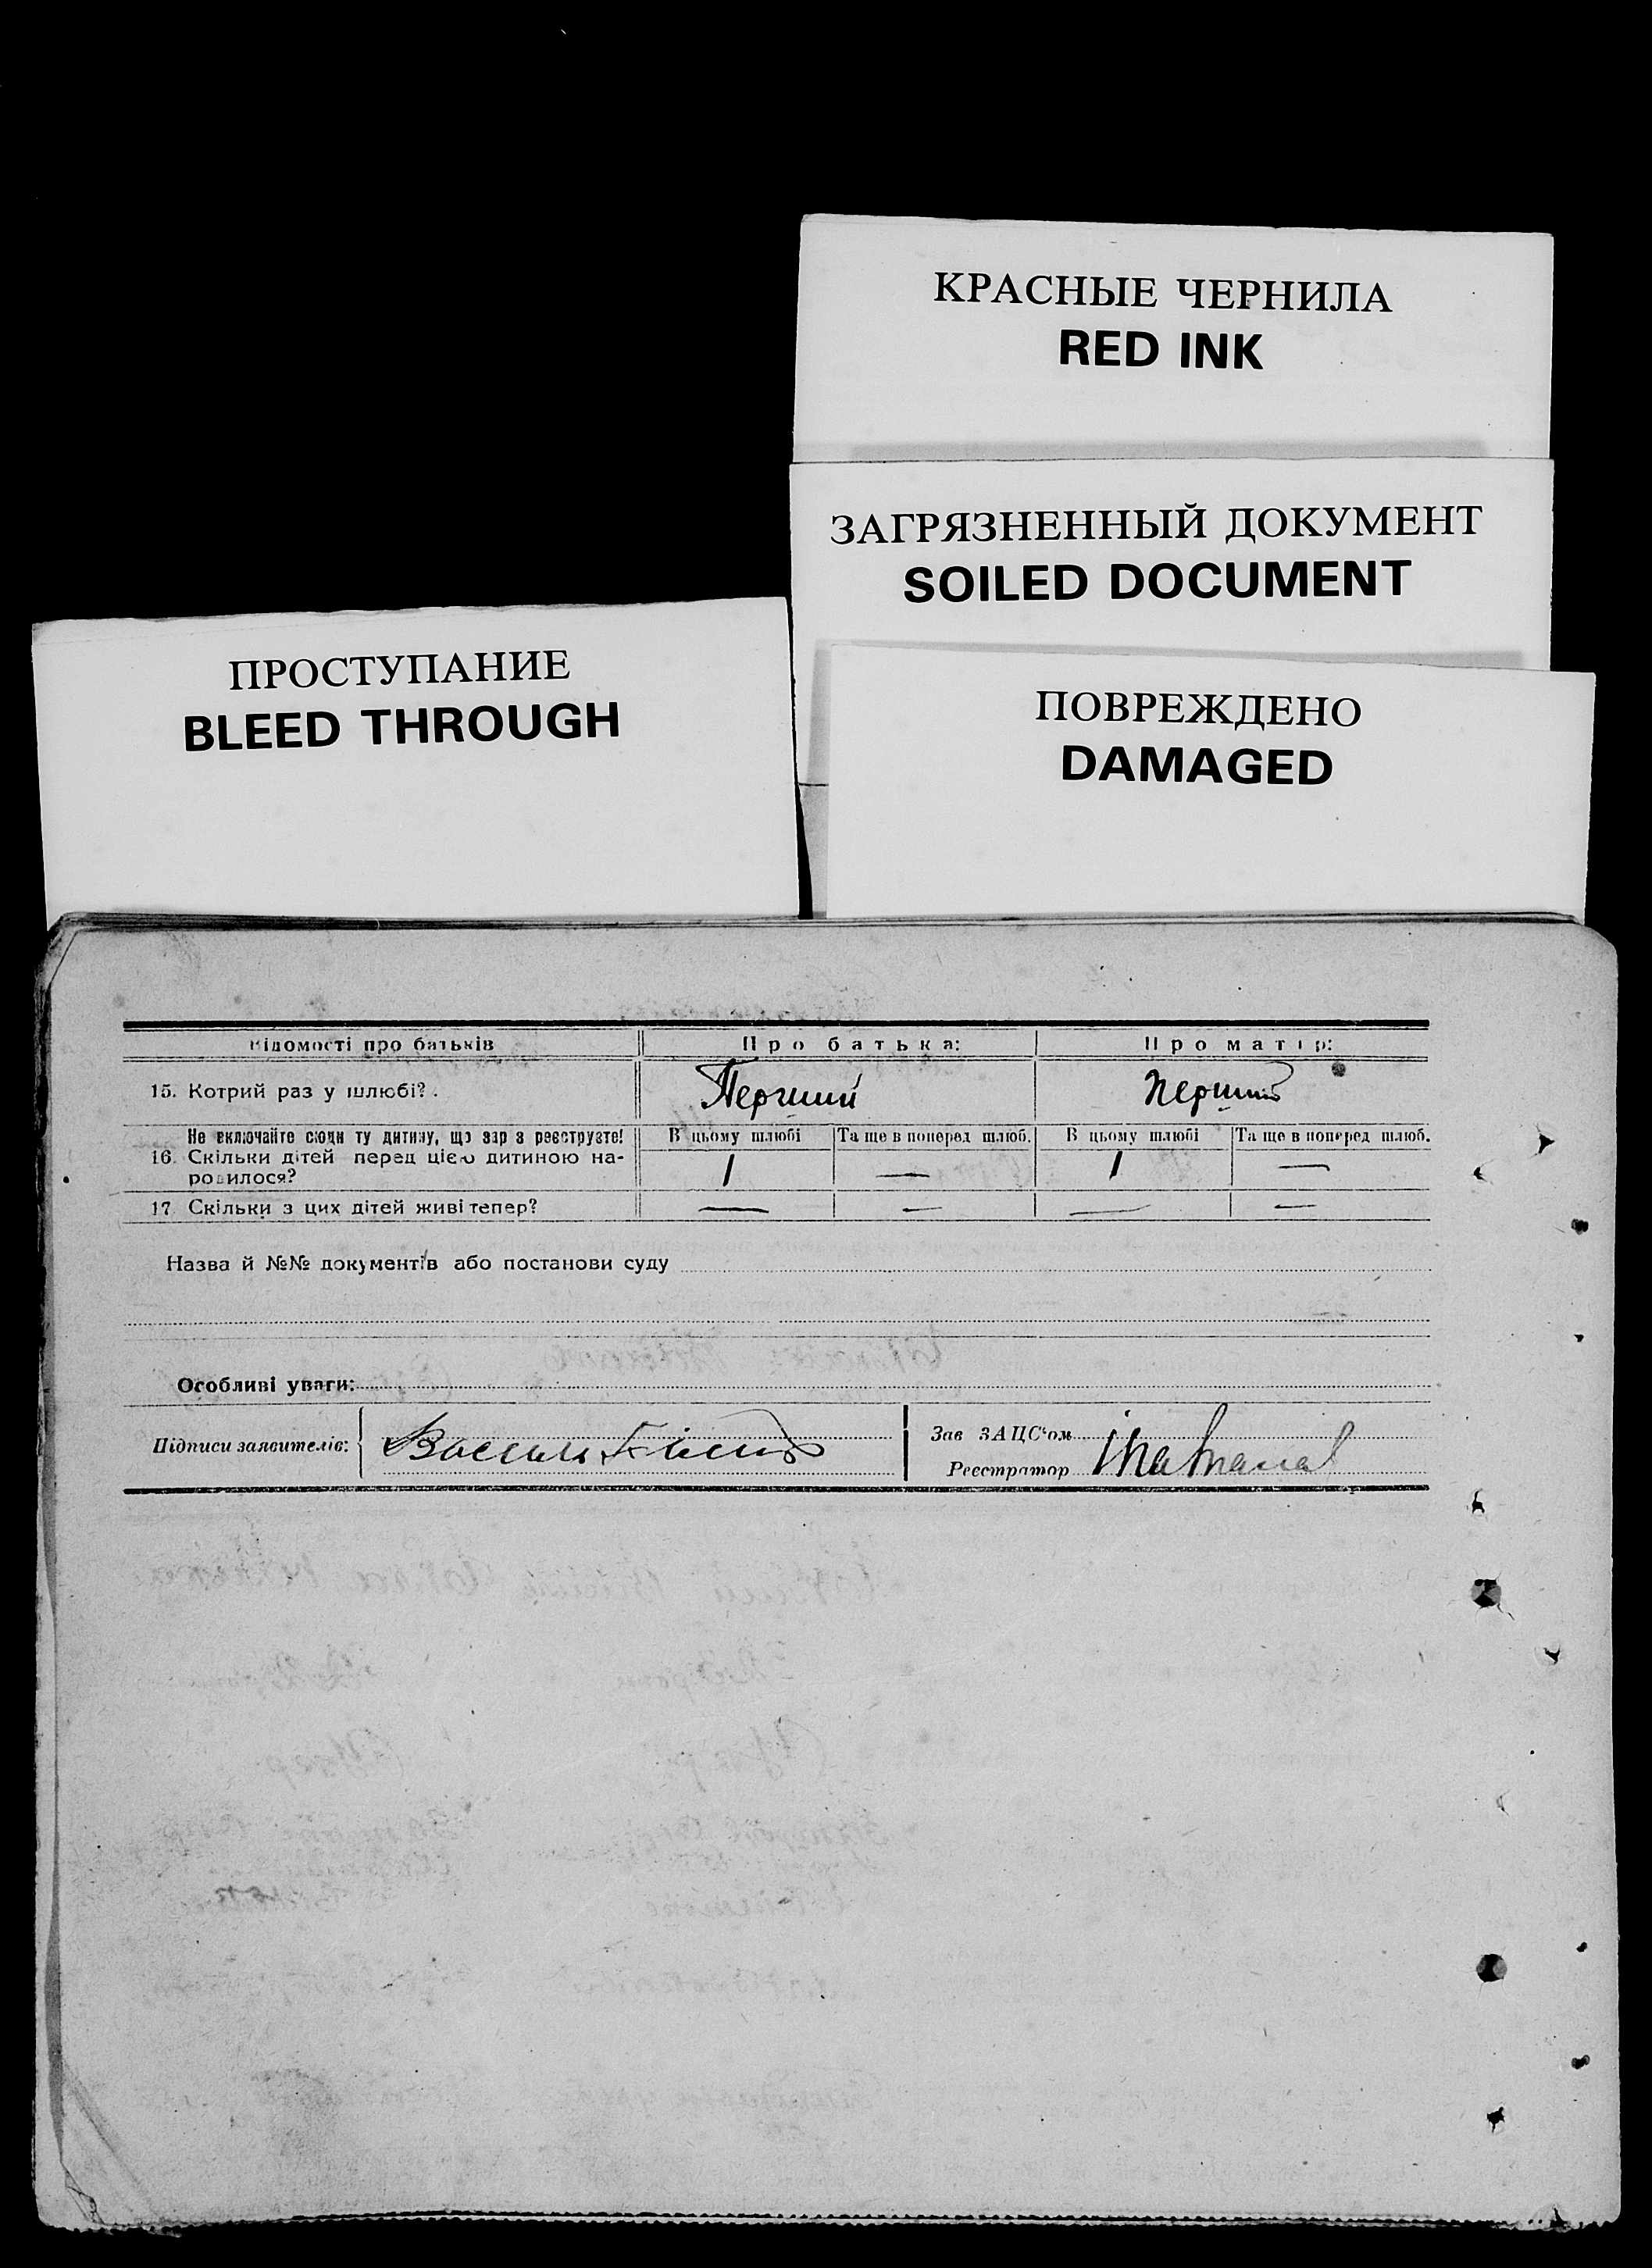 КРАСНЫЕ ЧЕРНИЛА
RED INK
ЗАГРЯЗНЕННЫЙ ДОКУМЕНТ
SOILED DOCUMENT
ПРОСТУПАНИЕ
BLEED THROUGH
ПОВРЕЖДЕНО
DAMAGED
Відомості про батьків Про батька: Про матір:
15. Котрий раз у шлюбі? Перший перший
Не включайте сюди ту дитину, що зар з реєструєте! В цьому шлюбі Та ще в поперед шлюб. В цьому шлюбі Та ще в поперед шлюб.
16. Скільки дітей перед цією дитиною на- 1 — 1 —
родилося?
17 Скільки з цих дітей живі тепер? — — — —
Назва й №№ документів або постанови суду
Особливі уваги:
Підписи заявителів: Зав ЗАЦС'ом
Реєстратор